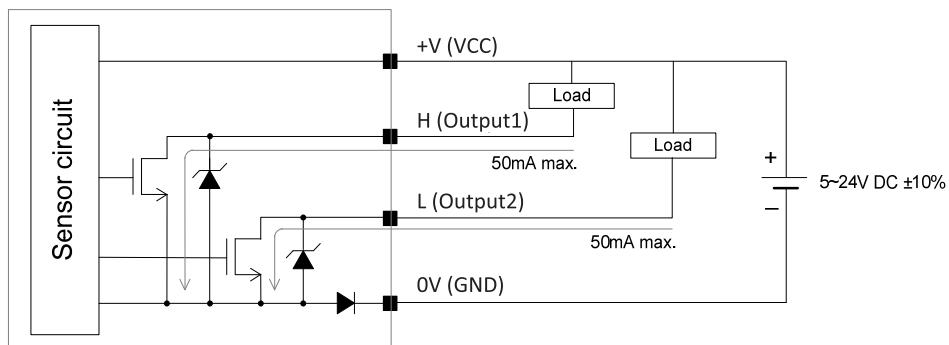 Sensor circuit
+V (VCC)
Load
H (Output1)
50mA max.
Load
+
5~24V DC ±10%
−
L (Output2)
50mA max.
0V (GND)